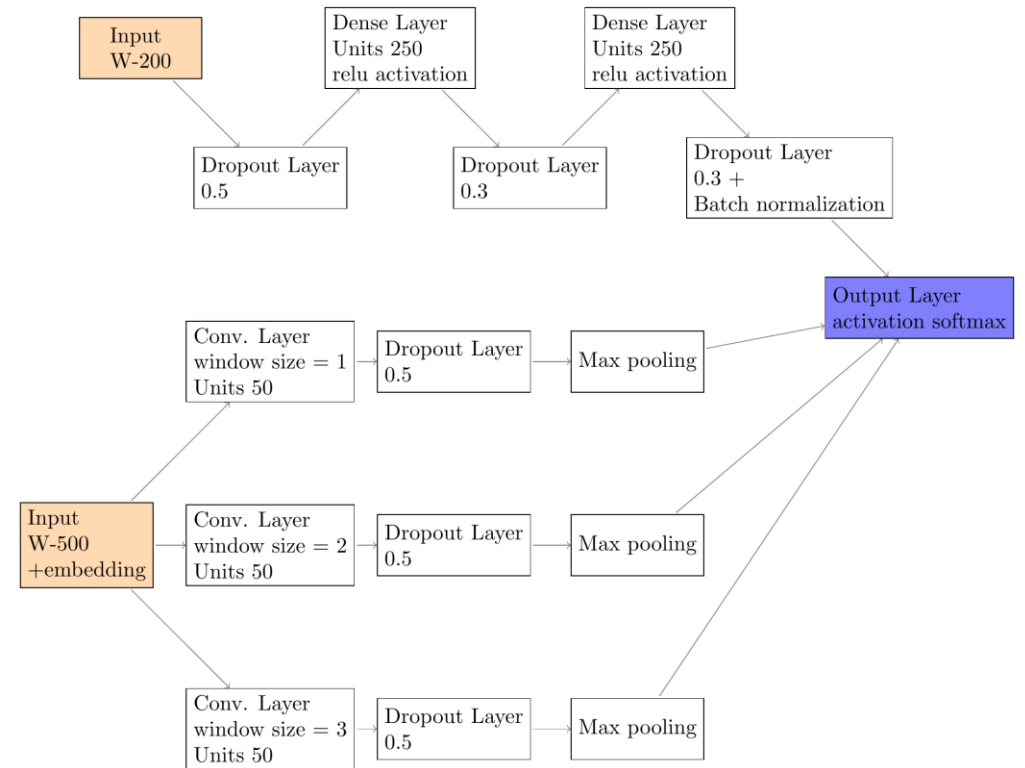 Input
W-200
Dense Layer
Units 250
relu activation
Dense Layer
Units 250
relu activation
Dropout Layer
0.5
Dropout Layer
0.3
Dropout Layer
0.3 +
Batch normalization
Output Layer
activation softmax
Conv. Layer
window size = 1
Units 50
Dropout Layer
0.5
Max pooling
Input
W-500
+embedding
Conv. Layer
window size = 2
Units 50
Dropout Layer
0.5
Max pooling
Conv. Layer
window size = 3
Units 50
Dropout Layer
0.5
Max pooling